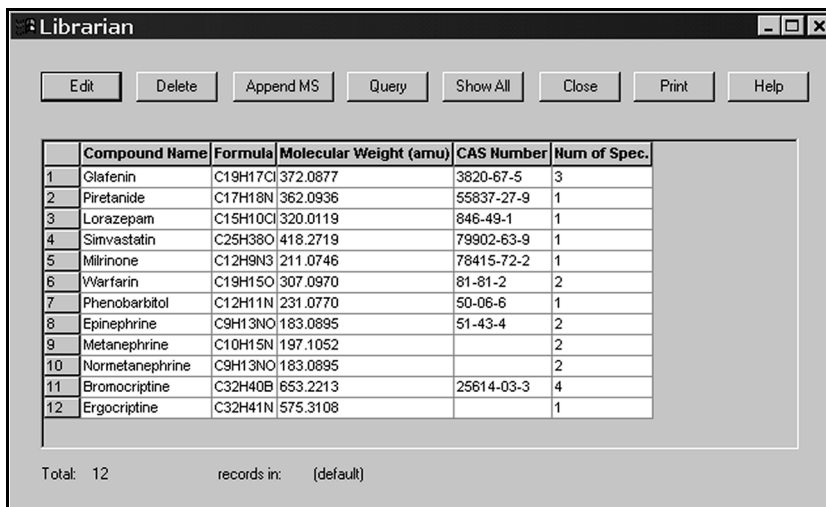 Librarian
Edit Delete Append MS Query Show All Close Print Help
Compound Name Formula Molecular Weight (amu) CAS Number Num of Spec.
1 Glafenin C19H17Cl 372.0877 3820-67-5 3
2 Piretanide C17H18N 362.0936 55837-27-9 1
3 Lorazepam C15H10Cl 320.0119 846-49-1 1
4 Simvastatin C25H38O 418.2719 79902-63-9 1
5 Milrinone C12H9N3 211.0746 78415-72-2 1
6 Warfarin C19H15O 307.0970 81-81-2 2
7 Phenobarbitol C12H11N 231.0770 50-06-6 1
8 Epinephrine C9H13NO 183.0895 51-43-4 2
9 Metanephrine C10H15N 197.1052 2
10 Normetanephrine C9H13NO 183.0895 2
11 Bromocriptine C32H40B 653.2213 25614-03-3 4
12 Ergocriptine C32H41N 575.3108 1
Total: 12 records in: (default)